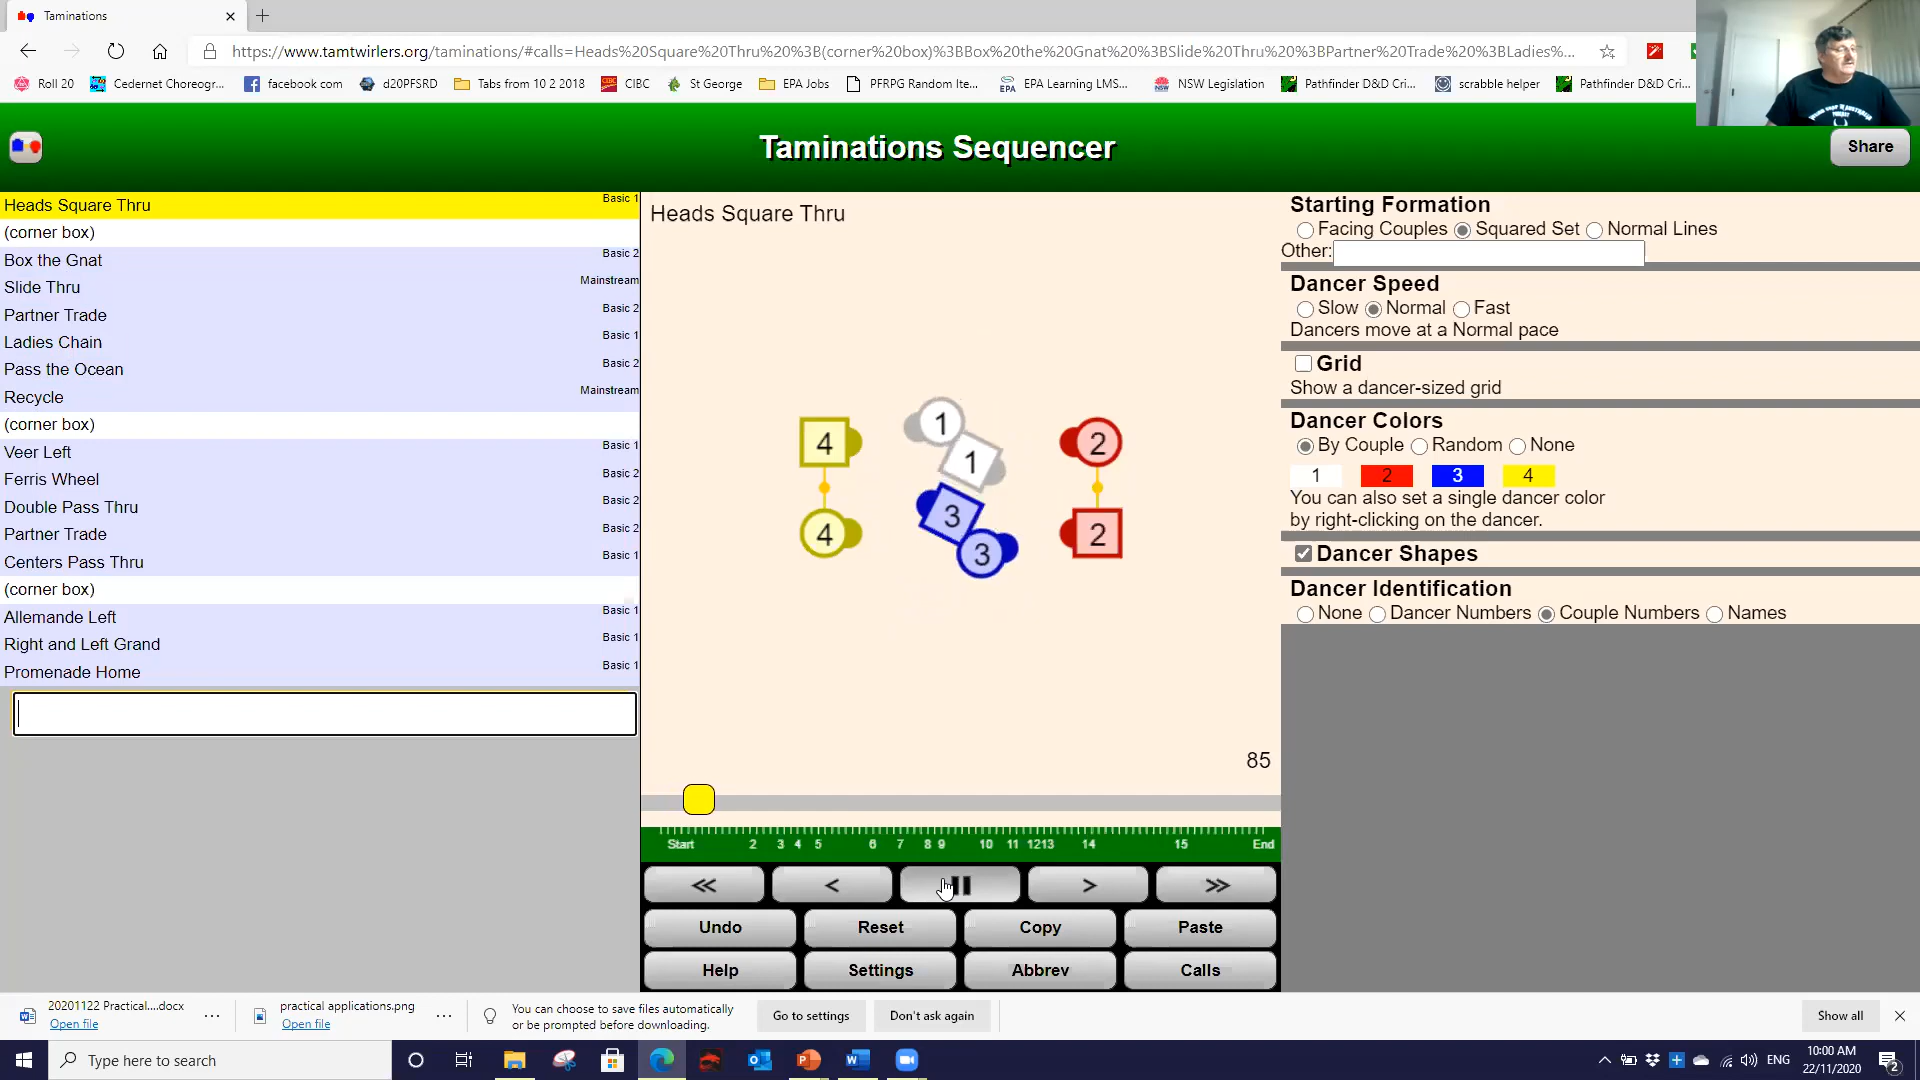 Taminations
https://www.tamtwirlers.org/taminations/#calls=Heads%20Square%20Thru%20%3B(corner%20box)%3BBox%20the%20Gnat%20%3BSlide%20Thru%20%3BPartner%20Trade%20%3BLadies%...
Roll 20
Cedernet Choreogr...
facebook com
d20PFSRD
Tabs from 10 2 2018
CIBC
St George
EPA Jobs
PFRPG Random Ite...
EPA Learning LMS...
NSW Legislation
Pathfinder D&D Cri...
scrabble helper
Pathfinder D&D Cri...
Taminations Sequencer
Share
Heads Square Thru Basic 1
(corner box)
Box the Gnat Basic 2
Slide Thru Mainstream
Partner Trade Basic 2
Ladies Chain Basic 1
Pass the Ocean Basic 2
Recycle Mainstream
(corner box)
Veer Left Basic 1
Ferris Wheel Basic 2
Double Pass Thru Basic 2
Partner Trade Basic 2
Centers Pass Thru Basic 1
(corner box)
Allemande Left Basic 1
Right and Left Grand Basic 1
Promenade Home Basic 1
Heads Square Thru
4 1 2
1
3
4 3 2
85
Start 2 3 4 5 6 7 8 9 10 11 12 13 14 15 End
<< < > >>
Undo Reset Copy Paste
Help Settings Abbrev Calls
Starting Formation
Facing Couples Squared Set Normal Lines
Other:
Dancer Speed
Slow Normal Fast
Dancers move at a Normal pace
Grid
Show a dancer-sized grid
Dancer Colors
By Couple Random None
1 2 3 4
You can also set a single dancer color
by right-clicking on the dancer.
Dancer Shapes
Dancer Identification
None Dancer Numbers Couple Numbers Names
20201122 Practical....docx
Open file
practical applications.png
Open file
You can choose to save files automatically
or be prompted before downloading.
Go to settings
Don't ask again
Show all
Type here to search
ENG
10:00 AM
22/11/2020
2